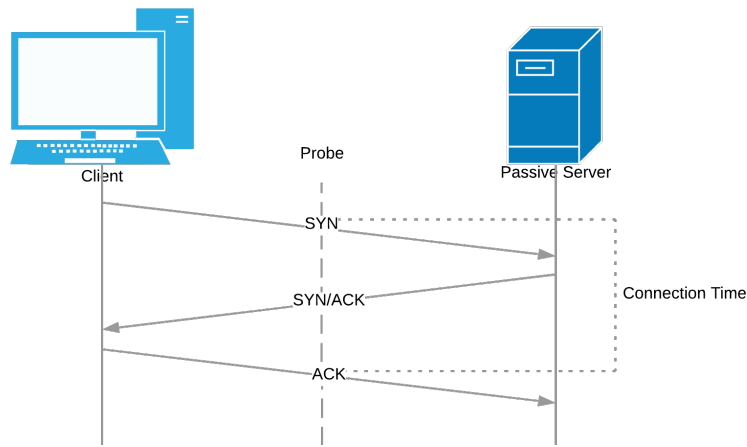 Probe
Client
Passive Server
SYN
SYN/ACK
Connection Time
ACK